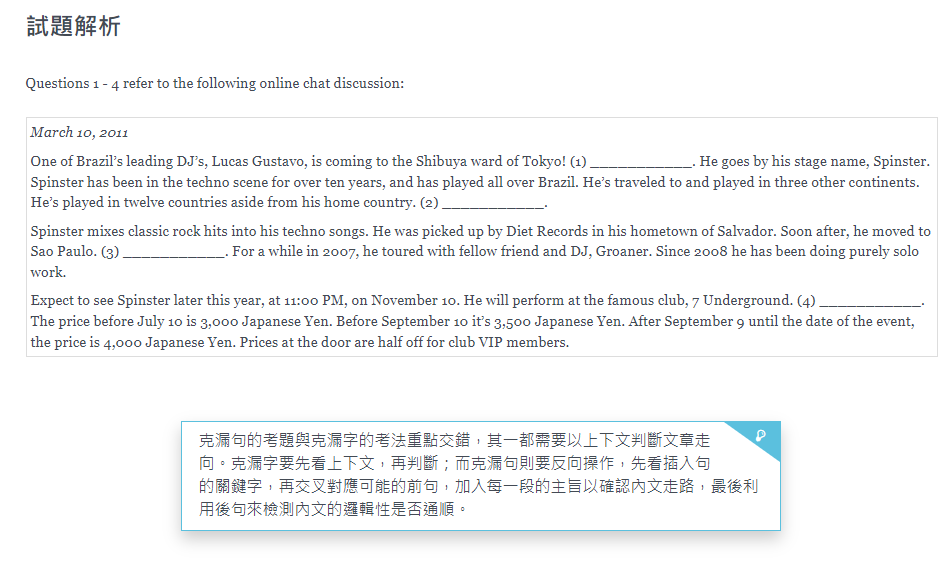 試題解析
Questions 1 - 4 refer to the following online chat discussion:
March 10, 2011
One of Brazil's leading DJ's, Lucas Gustavo, is coming to the Shibuya ward of Tokyo! (1) ____________. He goes by his stage name, Spinster.
Spinster has been in the techno scene for over ten years, and has played all over Brazil. He's traveled to and played in three other continents.
He's played in twelve countries aside from his home country. (2) ____________.
Spinster mixes classic rock hits into his techno songs. He was picked up by Diet Records in his hometown of Salvador. Soon after, he moved to
Sao Paulo. (3) ____________. For a while in 2007, he toured with fellow friend and DJ, Groaner. Since 2008 he has been doing purely solo
work.
Expect to see Spinster later this year, at 11:00 PM, on November 10. He will perform at the famous club, 7 Underground. (4) ____________.
The price before July 10 is 3,000 Japanese Yen. Before September 10 it's 3,500 Japanese Yen. After September 9 until the date of the event,
the price is 4,000 Japanese Yen. Prices at the door are half off for club VIP members.
克漏句的考題與克漏字的考法重點交錯，其一都需要以上下文判斷文章走
向。克漏字要先看上下文，再判斷；而克漏句則要反向操作，先看插入句
的關鍵字，再交叉對應可能的前句，加入每一段的主旨以確認內文走路，最後利
用後句來檢測內文的邏輯性是否通順。